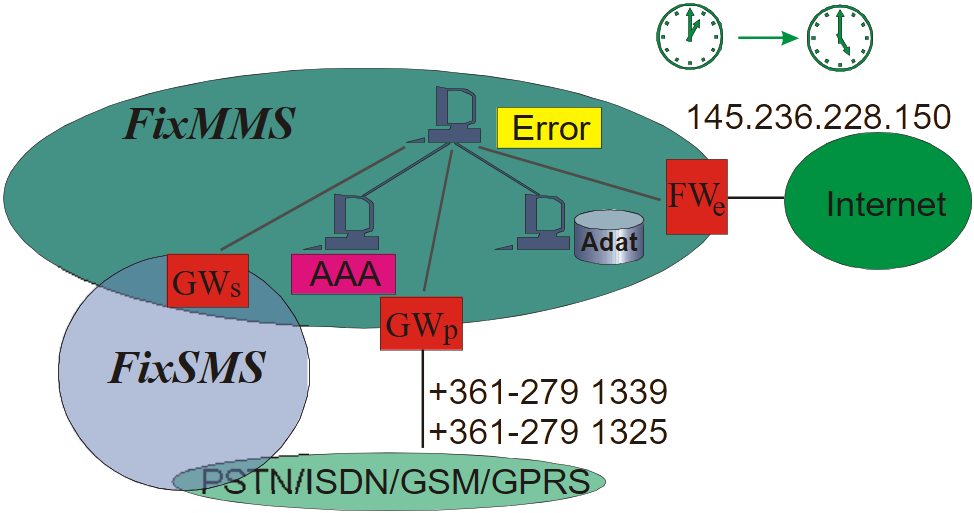 145.236.228.150
FixMMS
Error
FWe
Internet
Adat
AAA
GWs
GWp
FixSMS
+361-279 1339
+361-279 1325
PSTN/ISDN/GSM/GPRS